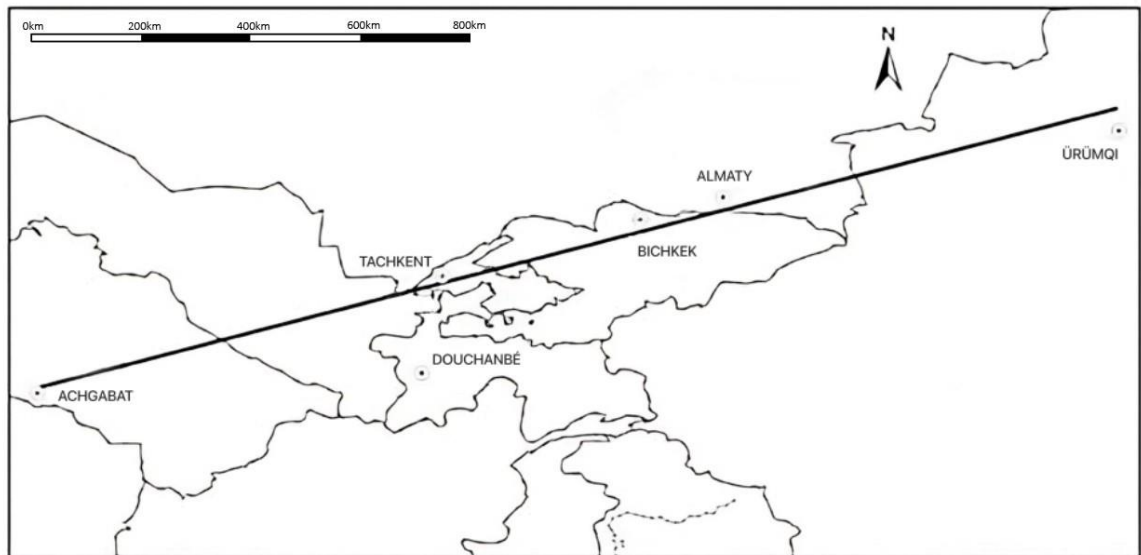 0km 200km 400km 600km 800km
N
ÜRÜMQI
ALMATY
BICHKEK
TACHKENT
DOUCHANBÉ
ACHGABAT